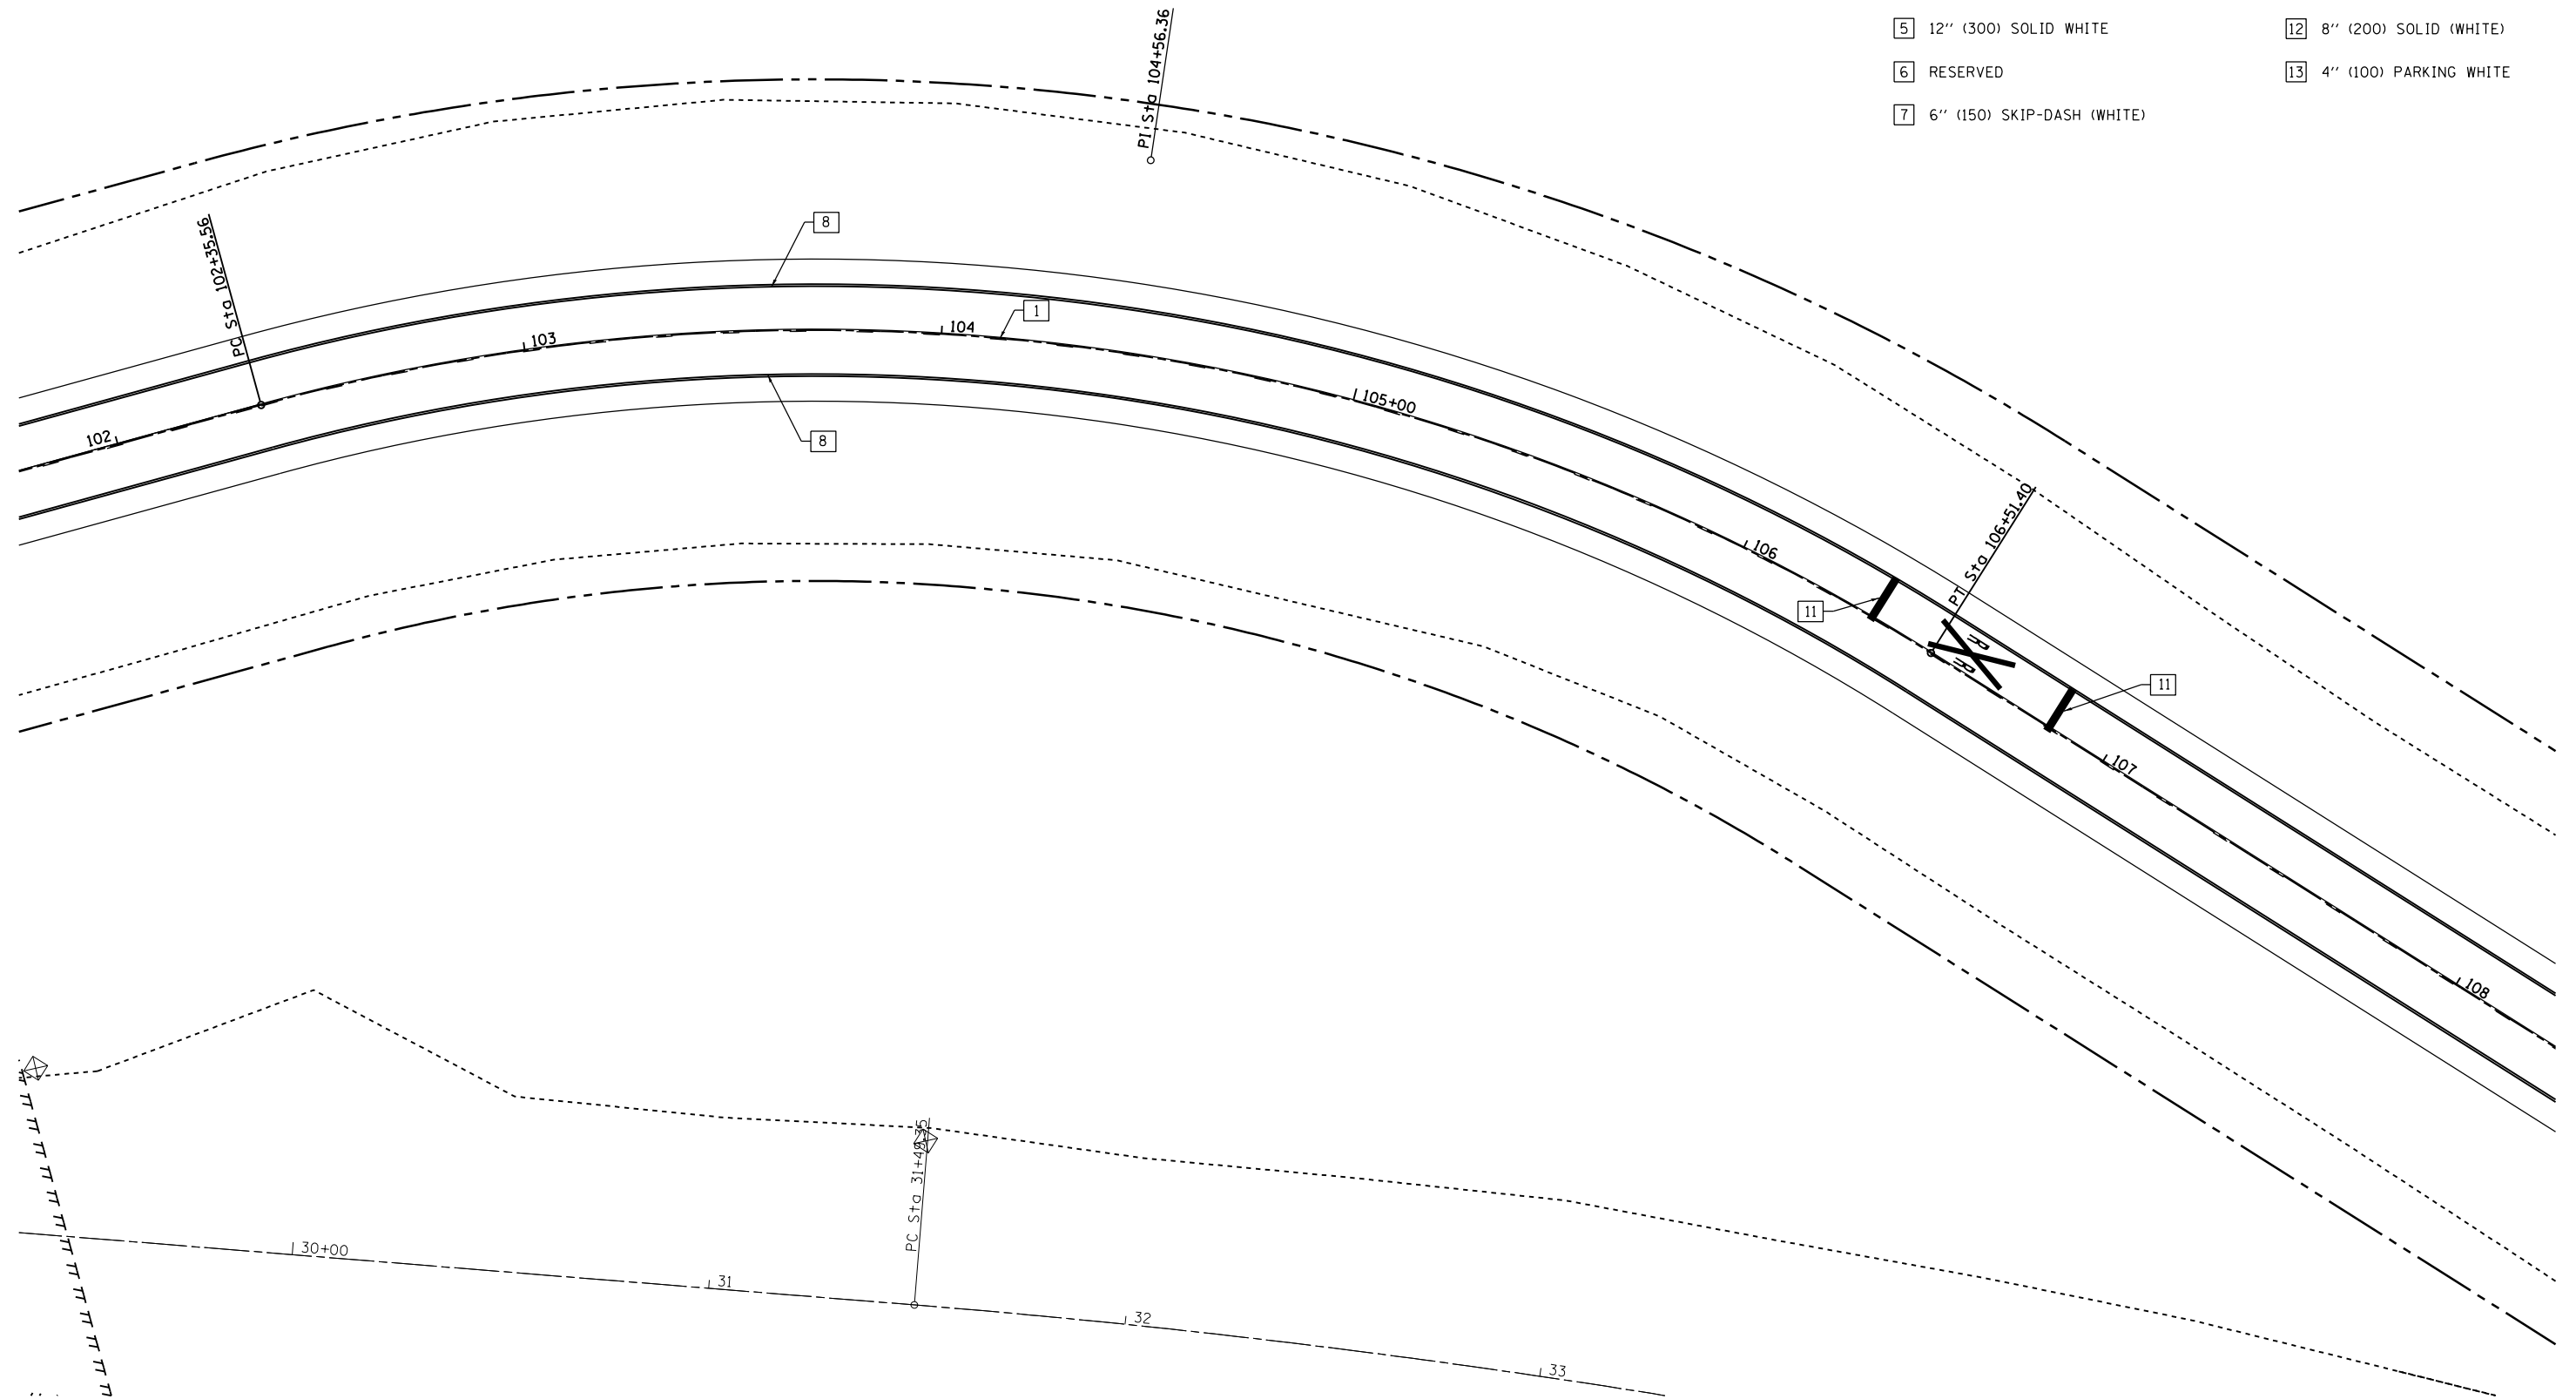 5 12'' (300) SOLID WHITE
12 8'' (200) SOLID (WHITE)
6 RESERVED
13 4'' (100) PARKING WHITE
7 6'' (150) SKIP-DASH (WHITE)
PI Sta 104+56.36
PC Sta 102+35.56
8
1
102
103
104
105+00
8
106
PT Sta 106+51.40
11
R R
11
107
108
PC Sta
30+00
31
32
33